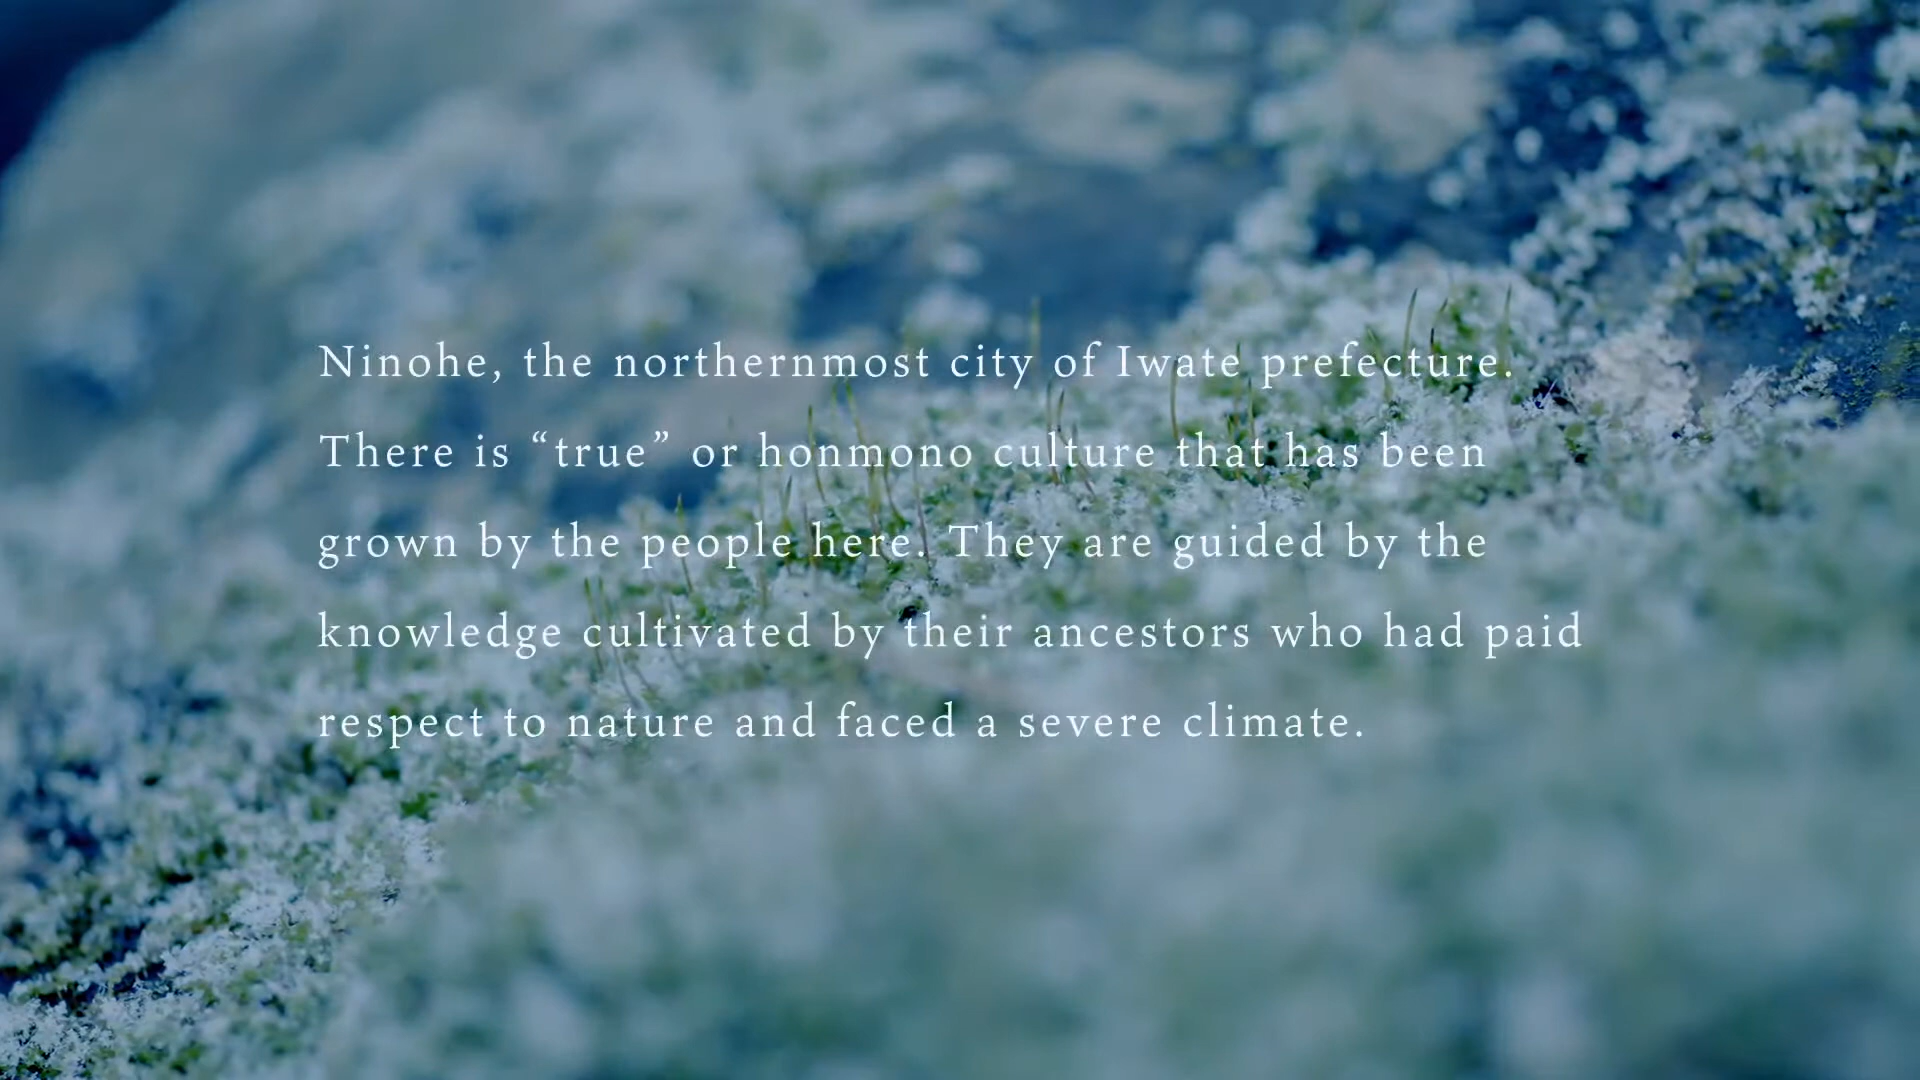 Ninohe, the northernmost city of Iwate prefecture.
There is “true” or honmono culture that has been
grown by the people here. They are guided by the
knowledge cultivated by their ancestors who had paid
respect to nature and faced a severe climate.